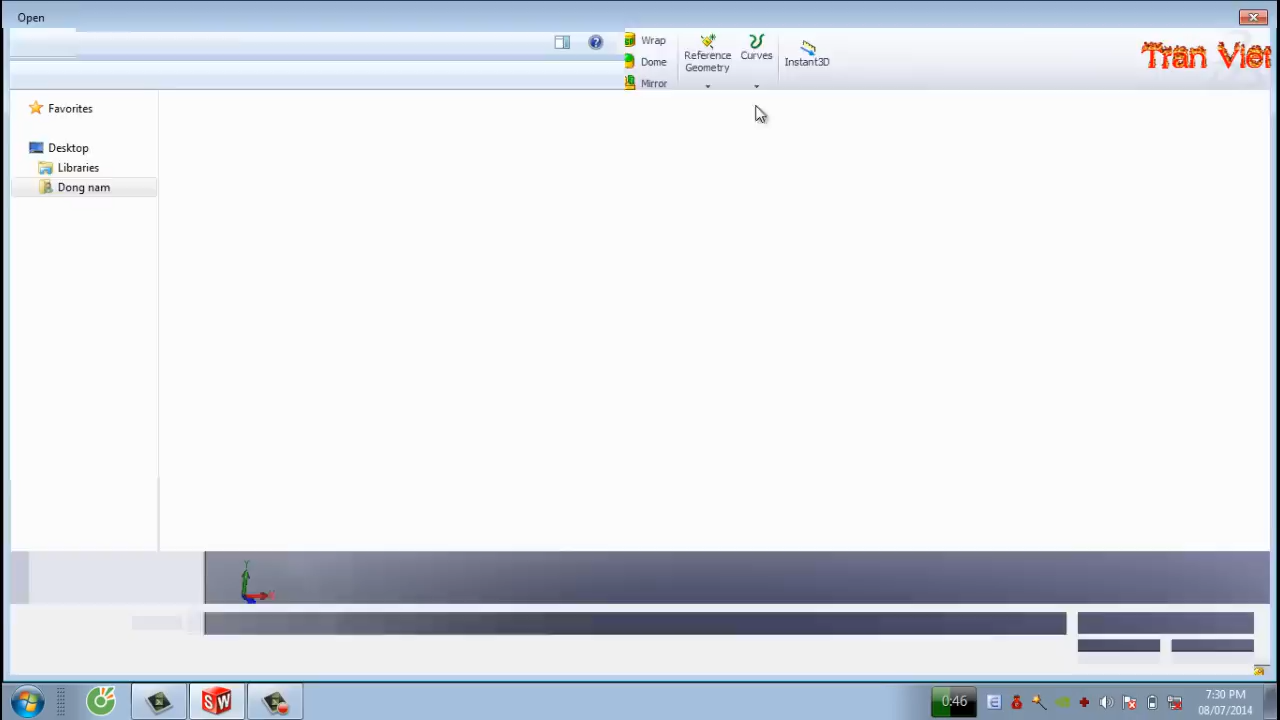 Open
Wrap
Dome
Mirror
Reference
Geometry
Curves
Instant3D
Tran Viet
Favorites
Desktop
Libraries
Dong nam
Y
X
SW
0:46
E
7:30 PM
08/07/2014